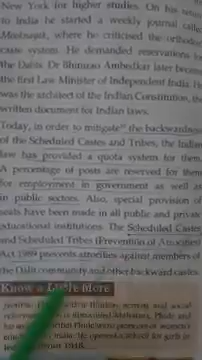 New York for higher studies. On his return
to India he started a weekly journal called
Mooknayak, where he criticised the orthodox
caste system. He demanded reservations for
the Dalits. Dr Bhimrao Ambedkar later became
the first Law Minister of Independent India. He
was the architect of the Indian Constitution, the
written document for Indian laws.
Today, in order to mitigate the backwardness
of the Scheduled Castes and Tribes, the Indian
law has provided a quota system for them.
A percentage of posts are reserved for them
for employment in government as well as
in public sectors. Also, special provision of
seats have been made in all public and private
educational institutions. The Scheduled Castes
and Scheduled Tribes (Prevention of Atrocities)
Act 1989 prevents atrocities against members of
the Dalit community and other backward castes.
Know a Little More